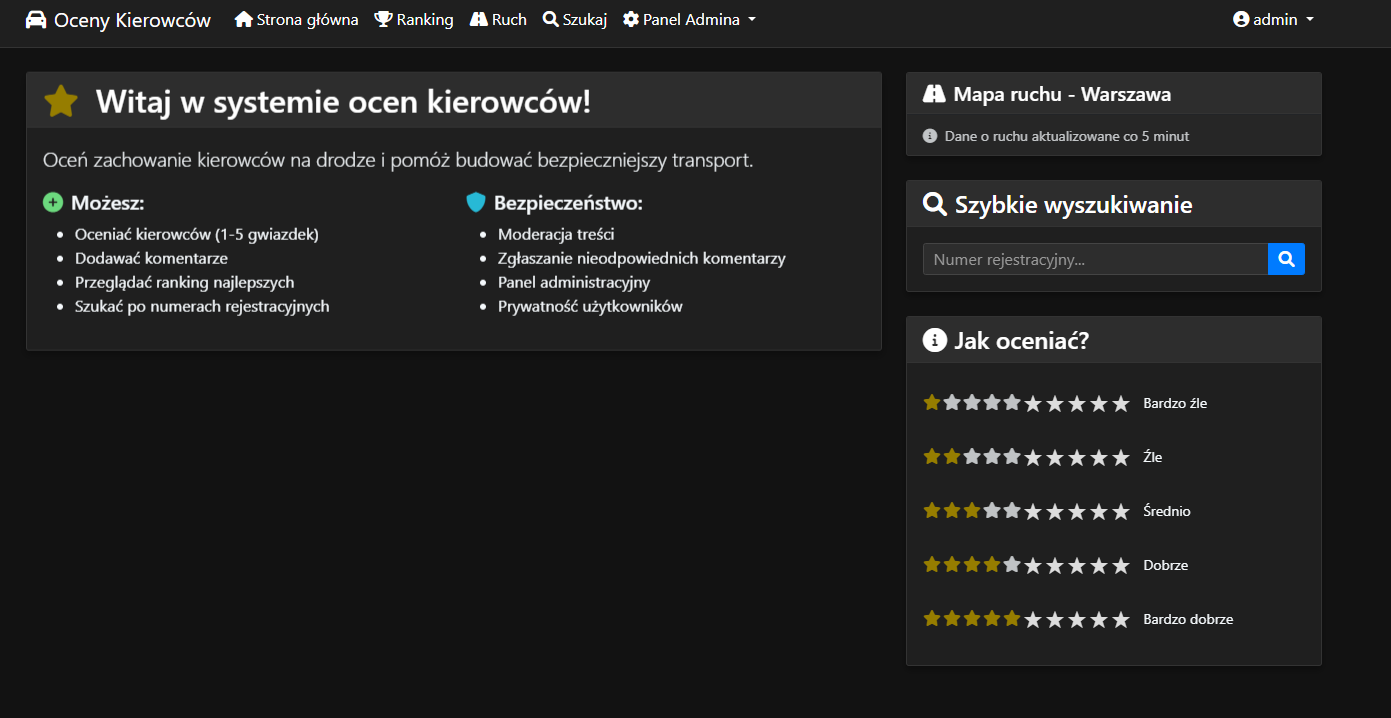 Oceny Kierowców Strona główna Ranking Ruch Szukaj Panel Admina admin
Witaj w systemie ocen kierowców!
Oceń zachowanie kierowców na drodze i pomóż budować bezpieczniejszy transport.
Możesz:
Oceniać kierowców (1-5 gwiazdek)
Dodawać komentarze
Przeglądać ranking najlepszych
Szukać po numerach rejestracyjnych
Bezpieczeństwo:
Moderacja treści
Zgłaszanie nieodpowiednich komentarzy
Panel administracyjny
Prywatność użytkowników
Mapa ruchu - Warszawa
Dane o ruchu aktualizowane co 5 minut
Szybkie wyszukiwanie
Numer rejestracyjny...
Jak oceniać?
Bardzo źle
Źle
Średnio
Dobrze
Bardzo dobrze